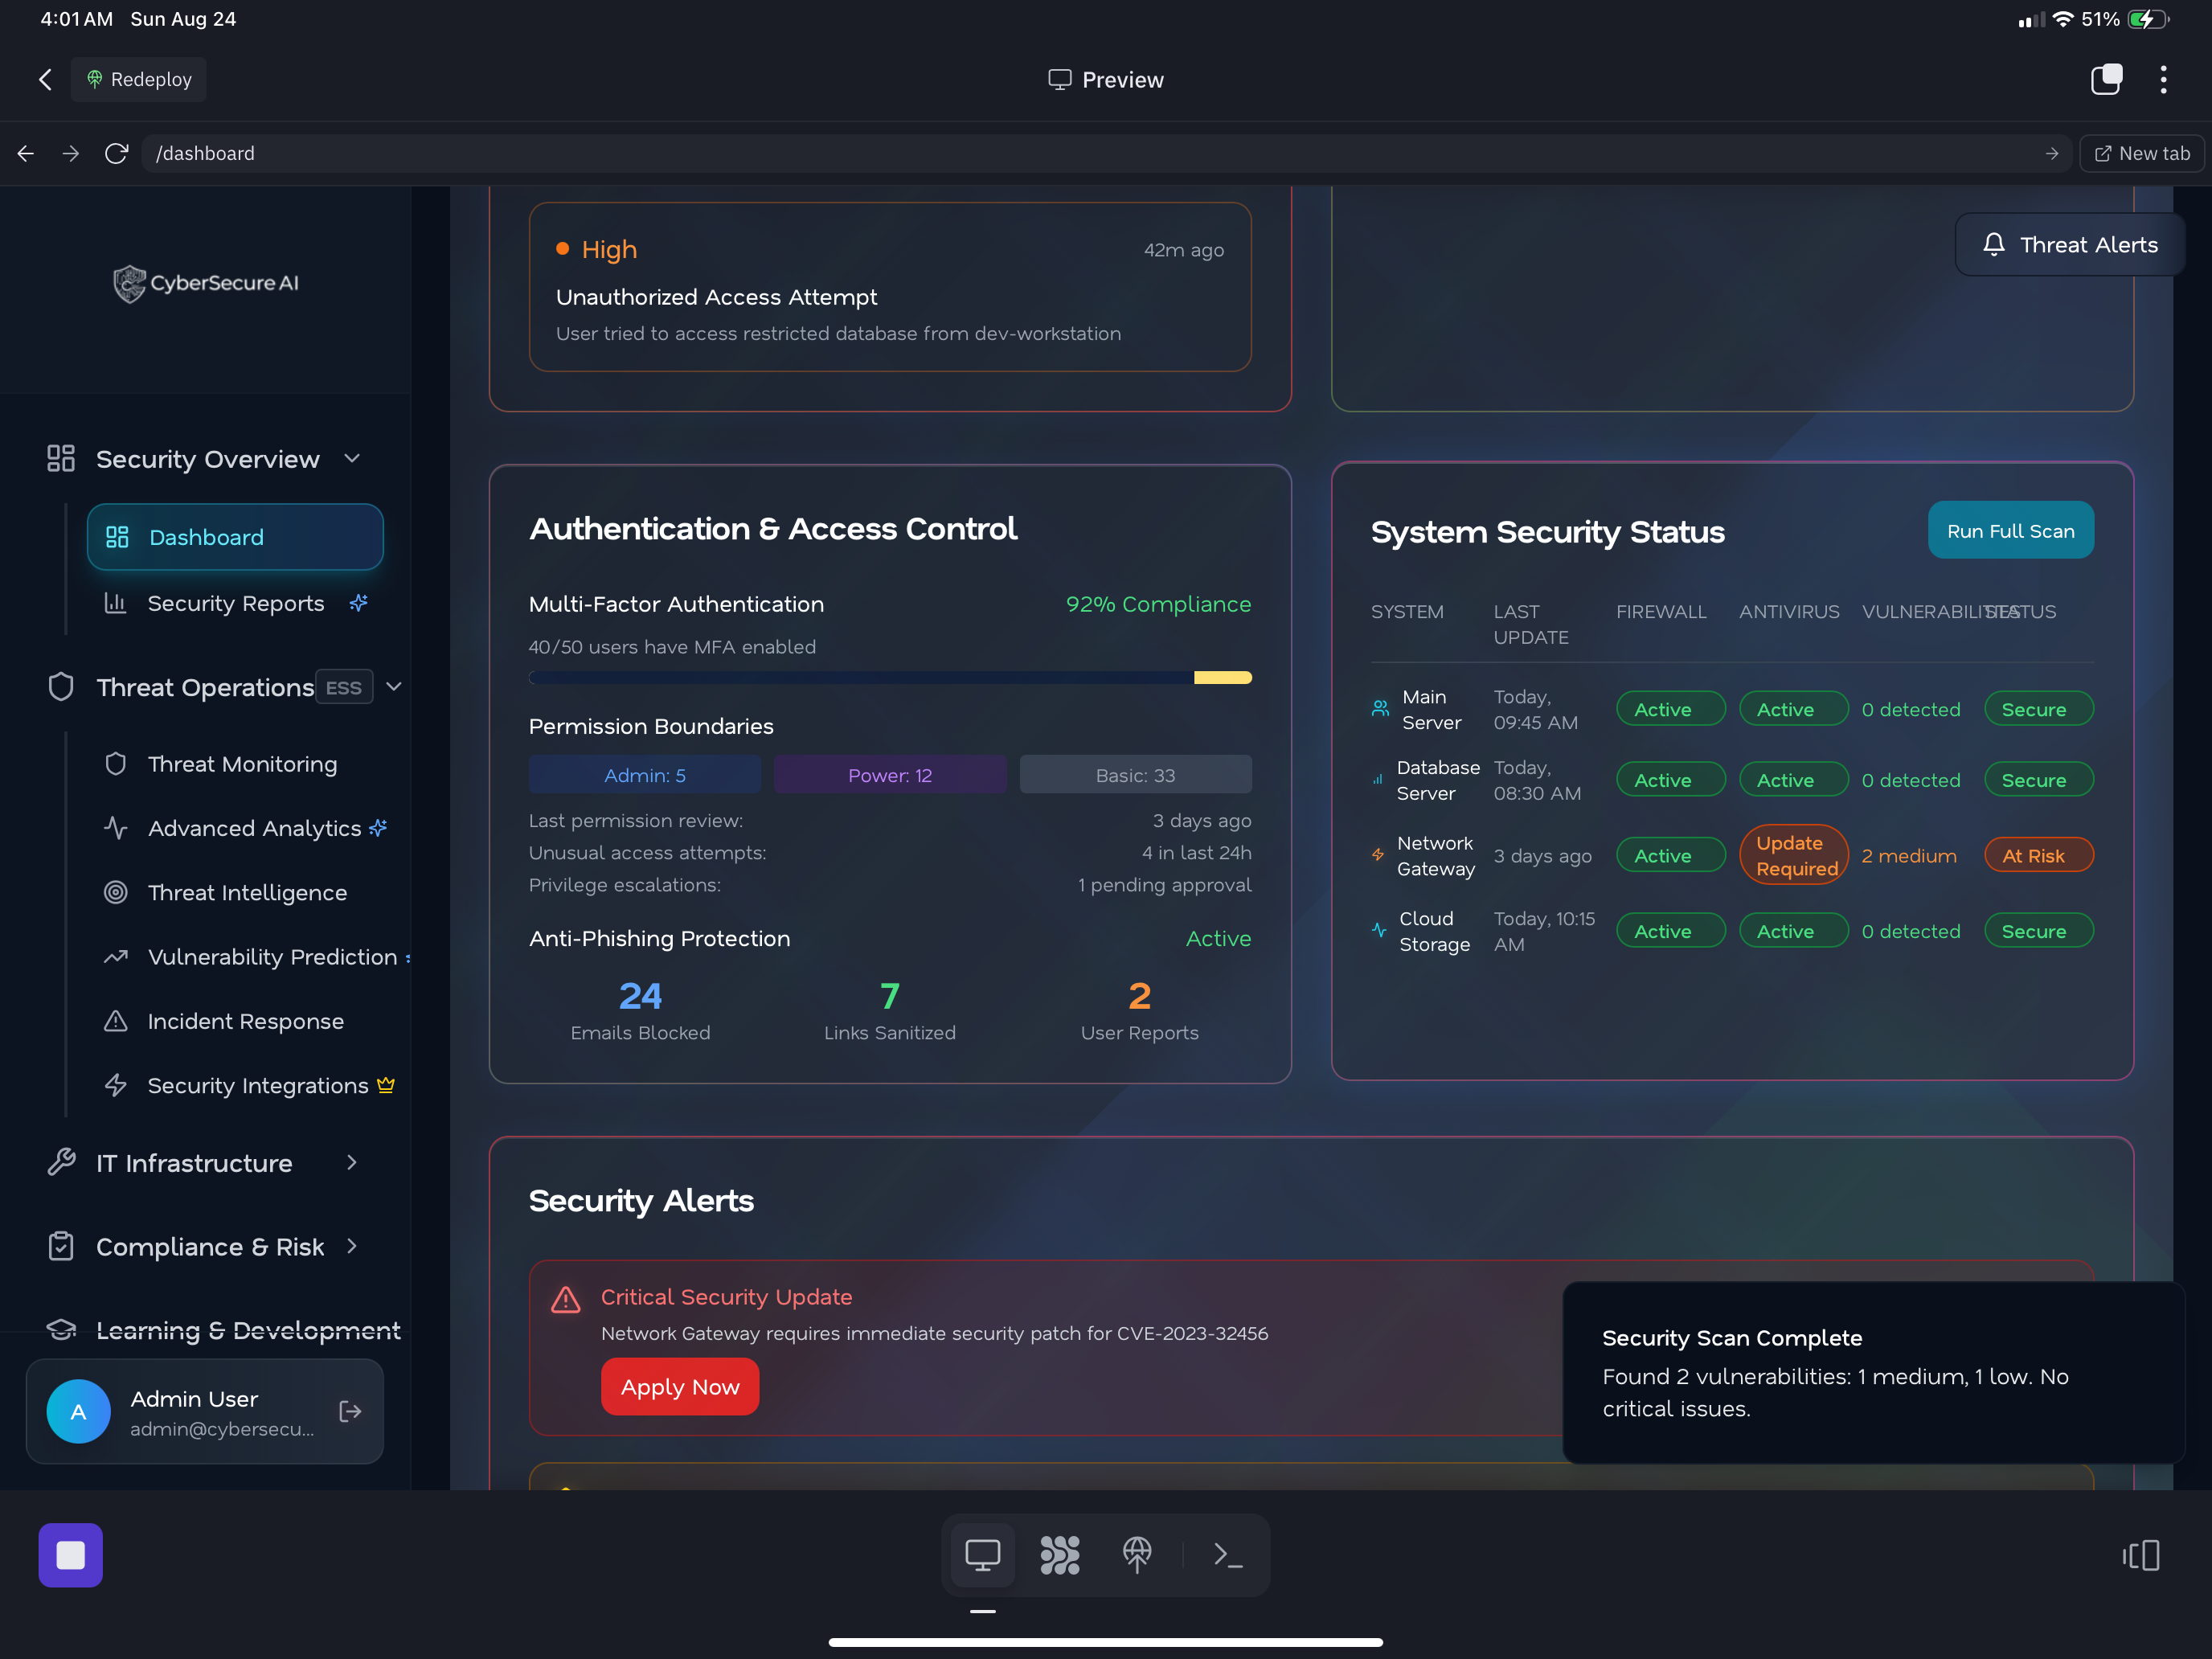 4:01 AM Sun Aug 24
51%
Redeploy
Preview
/dashboard
New tab
CyberSecure AI
Security Overview
Dashboard
Security Reports
Threat Operations ESS
Threat Monitoring
Advanced Analytics
Threat Intelligence
Vulnerability Prediction
Incident Response
Security Integrations
IT Infrastructure
Compliance & Risk
Learning & Development
A
Admin User
admin@cybersecu...
Threat Alerts
High
42m ago
Unauthorized Access Attempt
User tried to access restricted database from dev-workstation
Authentication & Access Control
Multi-Factor Authentication
92% Compliance
40/50 users have MFA enabled
Permission Boundaries
Admin: 5
Power: 12
Basic: 33
Last permission review:
3 days ago
Unusual access attempts:
4 in last 24h
Privilege escalations:
1 pending approval
Anti-Phishing Protection
Active
24
7
2
Emails Blocked
Links Sanitized
User Reports
System Security Status
Run Full Scan
SYSTEM
LAST
UPDATE
FIREWALL
ANTIVIRUS
VULNERABILITIES
STATUS
Main
Server
Today,
09:45 AM
Active
Active
0 detected
Secure
Database
Server
Today,
08:30 AM
Active
Active
0 detected
Secure
Network
Gateway
3 days ago
Active
Update
Required
2 medium
At Risk
Cloud
Storage
Today, 10:15
AM
Active
Active
0 detected
Secure
Security Alerts
Critical Security Update
Network Gateway requires immediate security patch for CVE-2023-32456
Apply Now
Security Scan Complete
Found 2 vulnerabilities: 1 medium, 1 low. No
critical issues.